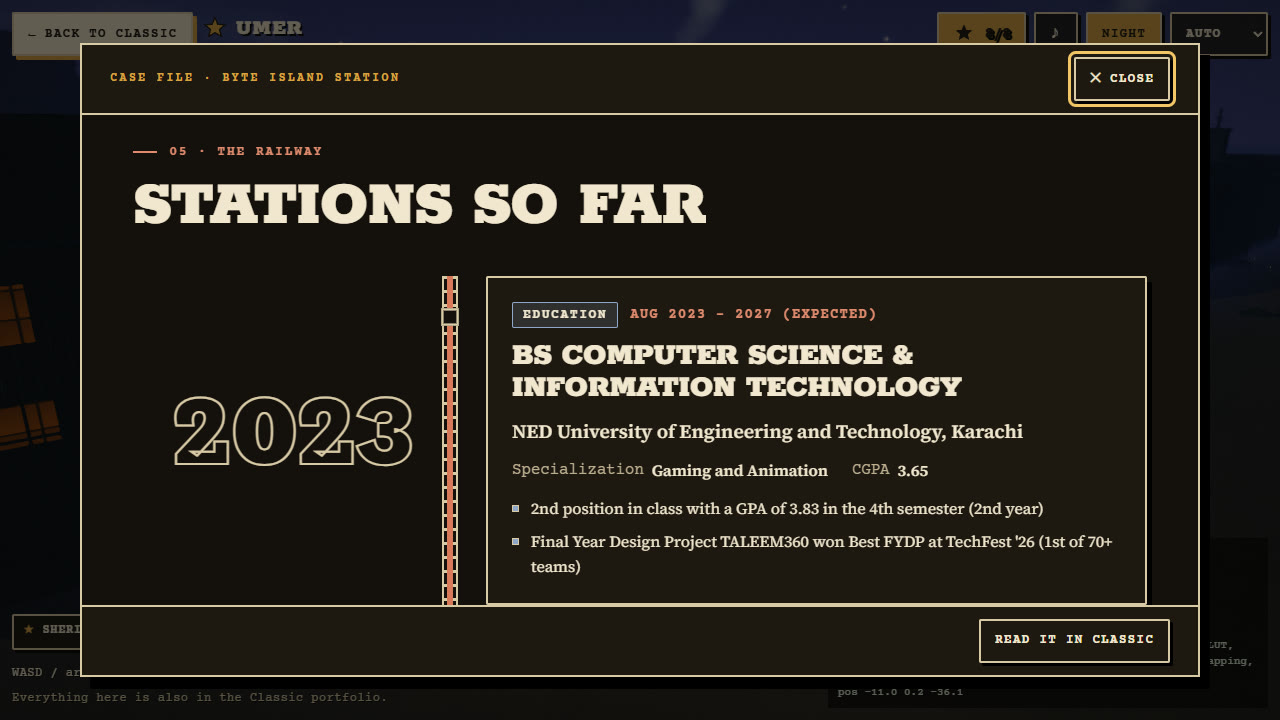 ← BACK TO CLASSIC
UMER
8/8
♪
NIGHT
AUTO
CASE FILE · BYTE ISLAND STATION
✕ CLOSE
05 · THE RAILWAY
STATIONS SO FAR
2023
EDUCATION
AUG 2023 – 2027 (EXPECTED)
BS COMPUTER SCIENCE &
INFORMATION TECHNOLOGY
NED University of Engineering and Technology, Karachi
Specialization Gaming and Animation CGPA 3.65
2nd position in class with a GPA of 3.83 in the 4th semester (2nd year)
Final Year Design Project TALEEM360 won Best FYDP at TechFest '26 (1st of 70+
teams)
READ IT IN CLASSIC
WASD /
Everything here is also in the Classic portfolio.
pos -11.0 0.2 -36.1